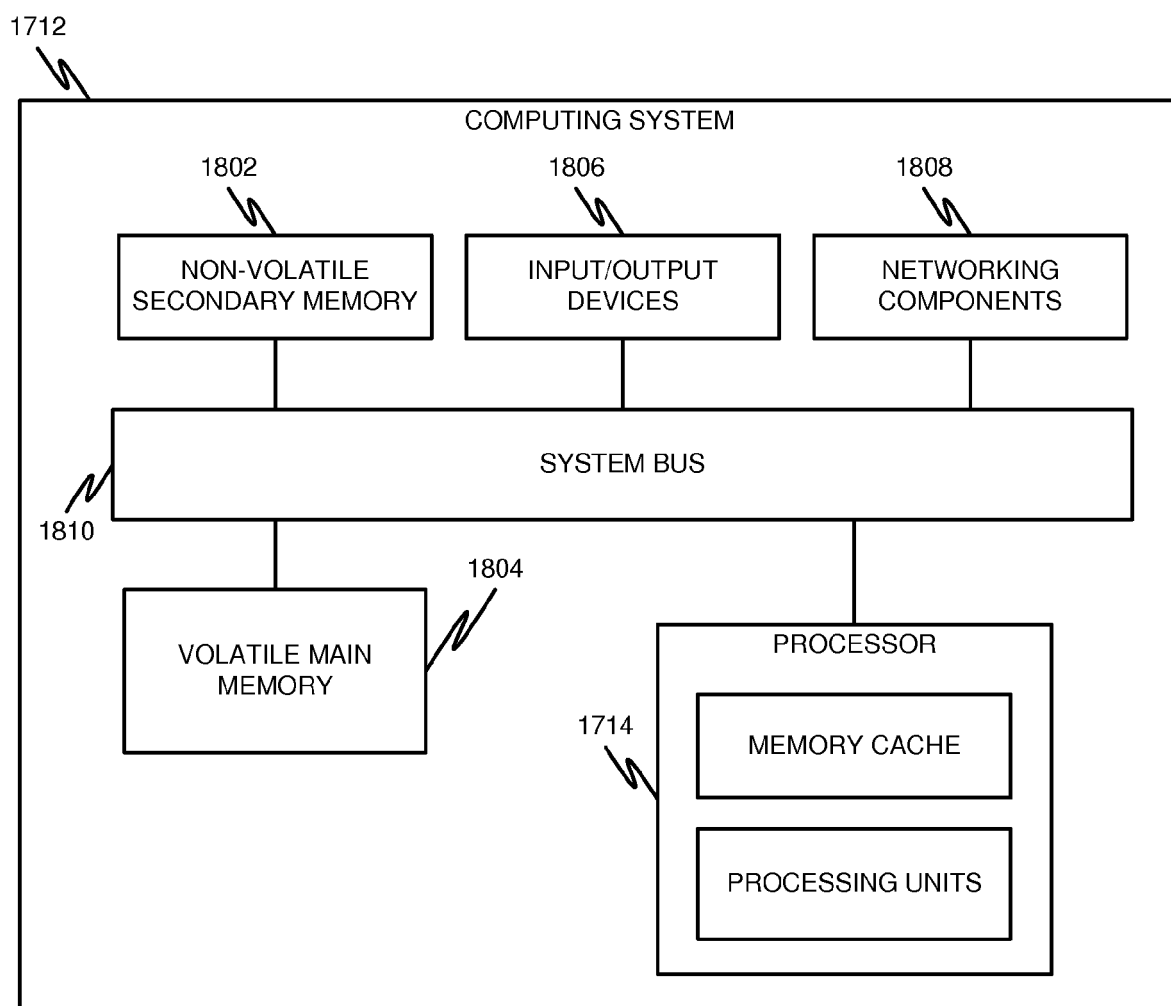 1712
COMPUTING SYSTEM
1802
1806
1808
NON-VOLATILE
SECONDARY MEMORY
INPUT/OUTPUT
DEVICES
NETWORKING
COMPONENTS
SYSTEM BUS
1810
1804
VOLATILE MAIN
MEMORY
PROCESSOR
1714
MEMORY CACHE
PROCESSING UNITS